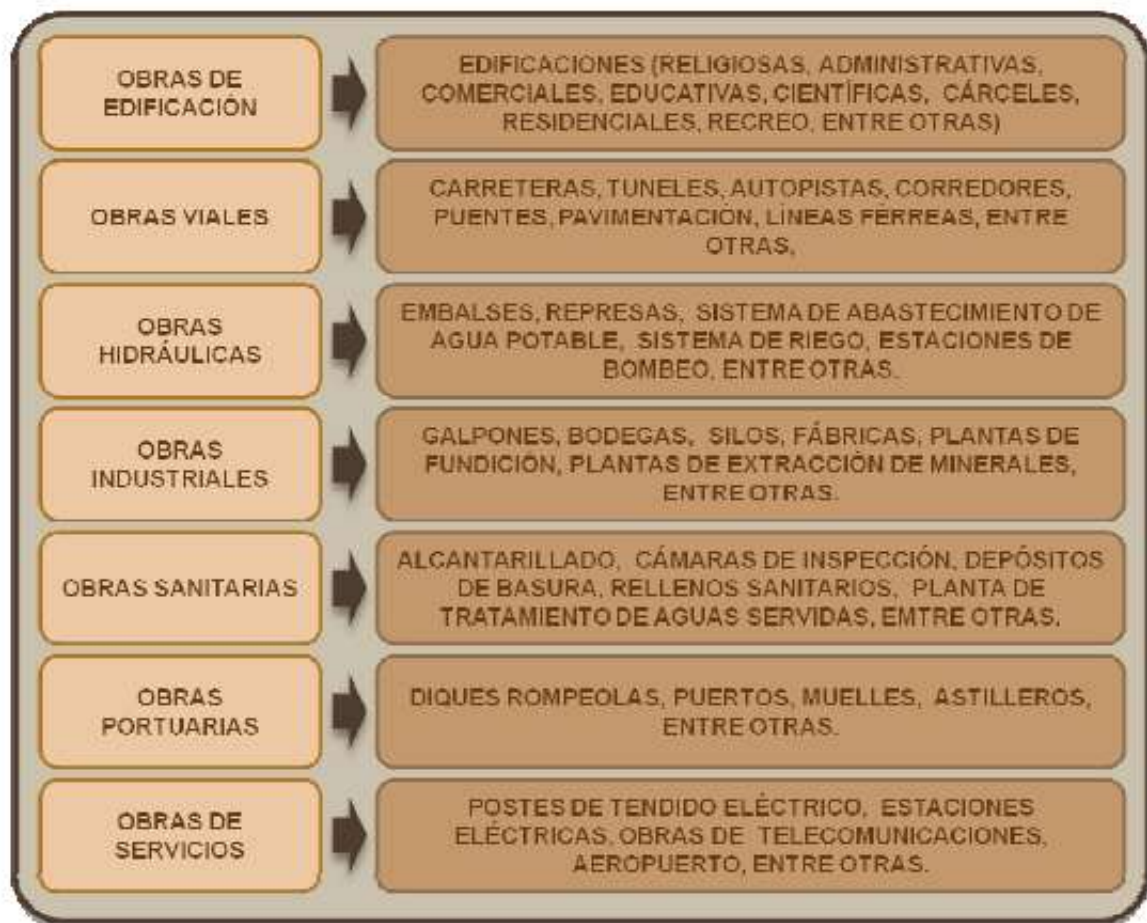 OBRAS DE
EDIFICACIÓN
EDIFICACIONES (RELIGIOSAS, ADMINISTRATIVAS,
COMERCIALES, EDUCATIVAS, CIENTÍFICAS, CÁRCELES,
RESIDENCIALES, RECREO, ENTRE OTRAS)
OBRAS VIALES
CARRETERAS, TUNELES, AUTOPISTAS, CORREDORES,
PUENTES, PAVIMENTACIÓN, LÍNEAS FÉRREAS, ENTRE
OTRAS,
OBRAS
HIDRÁULICAS
EMBALSES, REPRESAS, SISTEMA DE ABASTECIMIENTO DE
AGUA POTABLE, SISTEMA DE RIEGO, ESTACIONES DE
BOMBEO, ENTRE OTRAS.
OBRAS
INDUSTRIALES
GALPONES, BODEGAS, SILOS, FÁBRICAS, PLANTAS DE
FUNDICIÓN, PLANTAS DE EXTRACCIÓN DE MINERALES,
ENTRE OTRAS.
OBRAS SANITARIAS
ALCANTARILLADO, CÁMARAS DE INSPECCIÓN, DEPÓSITOS
DE BASURA, RELLENOS SANITARIOS, PLANTA DE
TRATAMIENTO DE AGUAS SERVIDAS, EMTRE OTRAS.
OBRAS
PORTUARIAS
DIQUES ROMPEOLAS, PUERTOS, MUELLES, ASTILLEROS,
ENTRE OTRAS.
OBRAS DE
SERVICIOS
POSTES DE TENDIDO ELÉCTRICO, ESTACIONES
ELÉCTRICAS, OBRAS DE TELECOMUNICACIONES,
AEROPUERTO, ENTRE OTRAS.